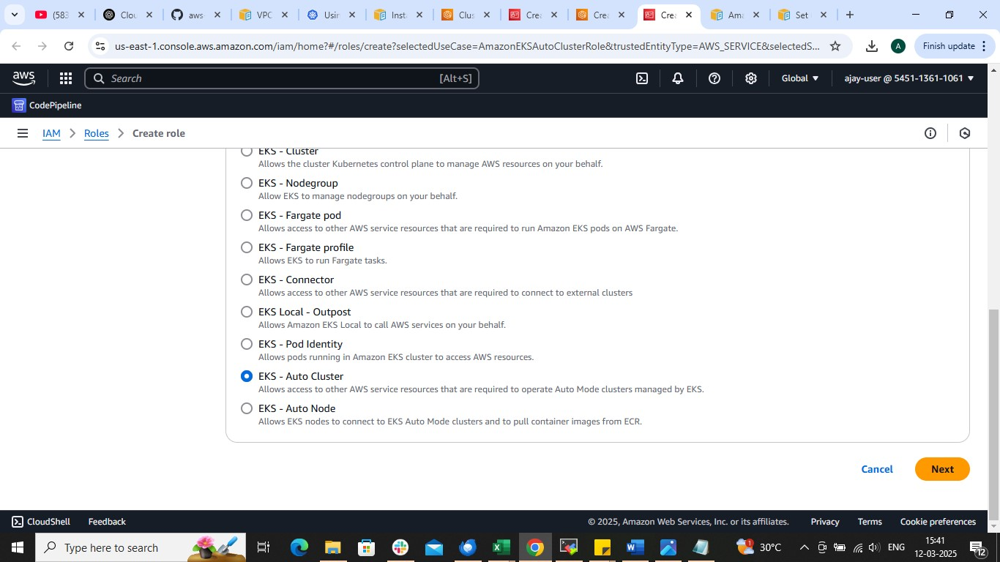 (583
Clou
aws-
VPC
Usin
Insta
Clus
Crea
Crea
Crea
Ama
Set
us-east-1.console.aws.amazon.com/iam/home?#/roles/create?selectedUseCase=AmazonEKSAutoClusterRole&trustedEntityType=AWS_SERVICE&selectedS...
A
Finish update
aws
Search
[Alt+S]
Global
ajay-user @ 5451-1361-1061
CodePipeline
IAM > Roles > Create role
EKS - Cluster
Allows the cluster Kubernetes control plane to manage AWS resources on your behalf.
EKS - Nodegroup
Allow EKS to manage nodegroups on your behalf.
EKS - Fargate pod
Allows access to other AWS service resources that are required to run Amazon EKS pods on AWS Fargate.
EKS - Fargate profile
Allows EKS to run Fargate tasks.
EKS - Connector
Allows access to other AWS service resources that are required to connect to external clusters
EKS Local - Outpost
Allows Amazon EKS Local to call AWS services on your behalf.
EKS - Pod Identity
Allows pods running in Amazon EKS cluster to access AWS resources.
EKS - Auto Cluster
Allows access to other AWS service resources that are required to operate Auto Mode clusters managed by EKS.
EKS - Auto Node
Allows EKS nodes to connect to EKS Auto Mode clusters and to pull container images from ECR.
Cancel
Next
CloudShell
Feedback
© 2025, Amazon Web Services, Inc. or its affiliates.
Privacy
Terms
Cookie preferences
Type here to search
1
30°C
ENG
15:41
12-03-2025
12